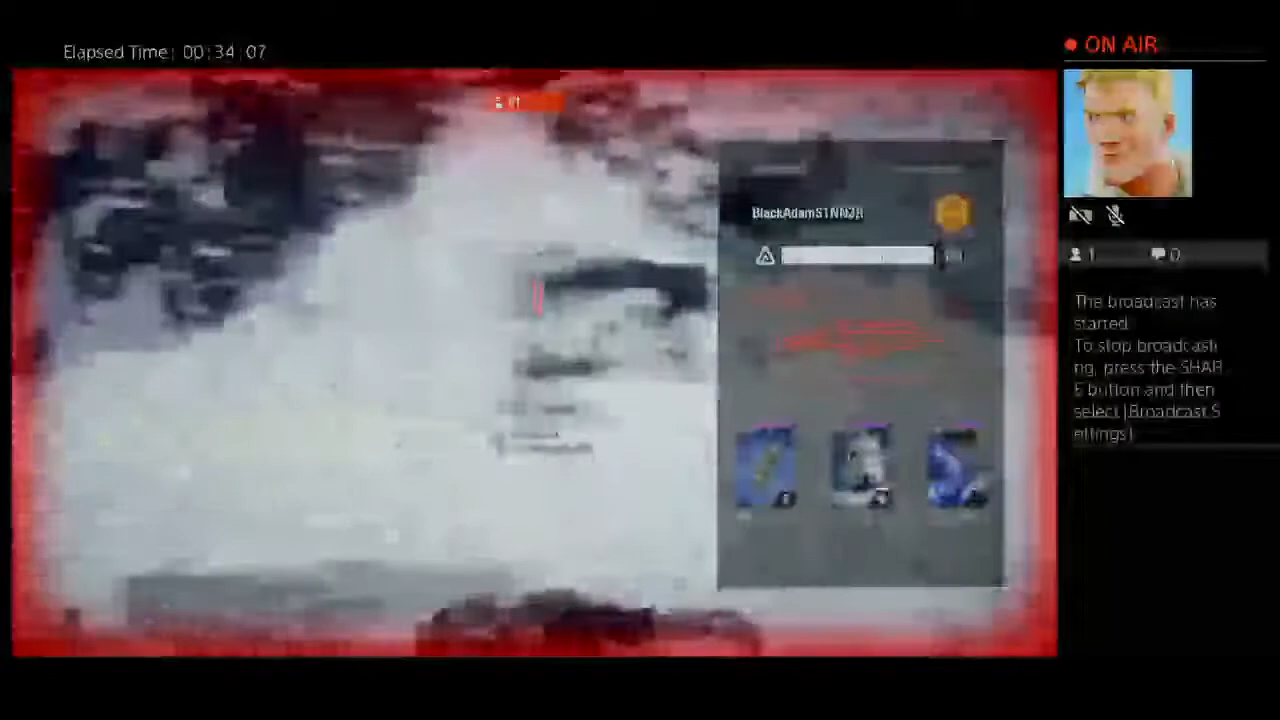 Elapsed Time: 00:34:07
ON AIR
BlackAdamS1NN3R
1
0
The broadcast has
started.
To stop broadcasti
ng, press the SHAR
E button and then
select [Broadcast S
ettings].